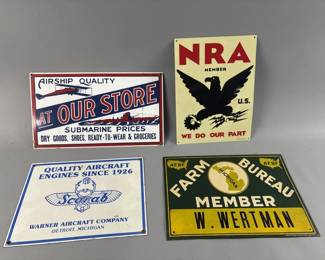 AIRSHIP QUALITY
AT OUR STORE
SUBMARINE PRICES
DRY GOODS, SHOES, READY-TO-WEAR & GROCERIES
NRA
MEMBER
U.S.
WE DO OUR PART
QUALITY AIRCRAFT
ENGINES SINCE 1926
Scarab
WARNER AIRCRAFT COMPANY
DETROIT, MICHIGAN
FARM BUREAU
MEMBER
W. WERTMAN